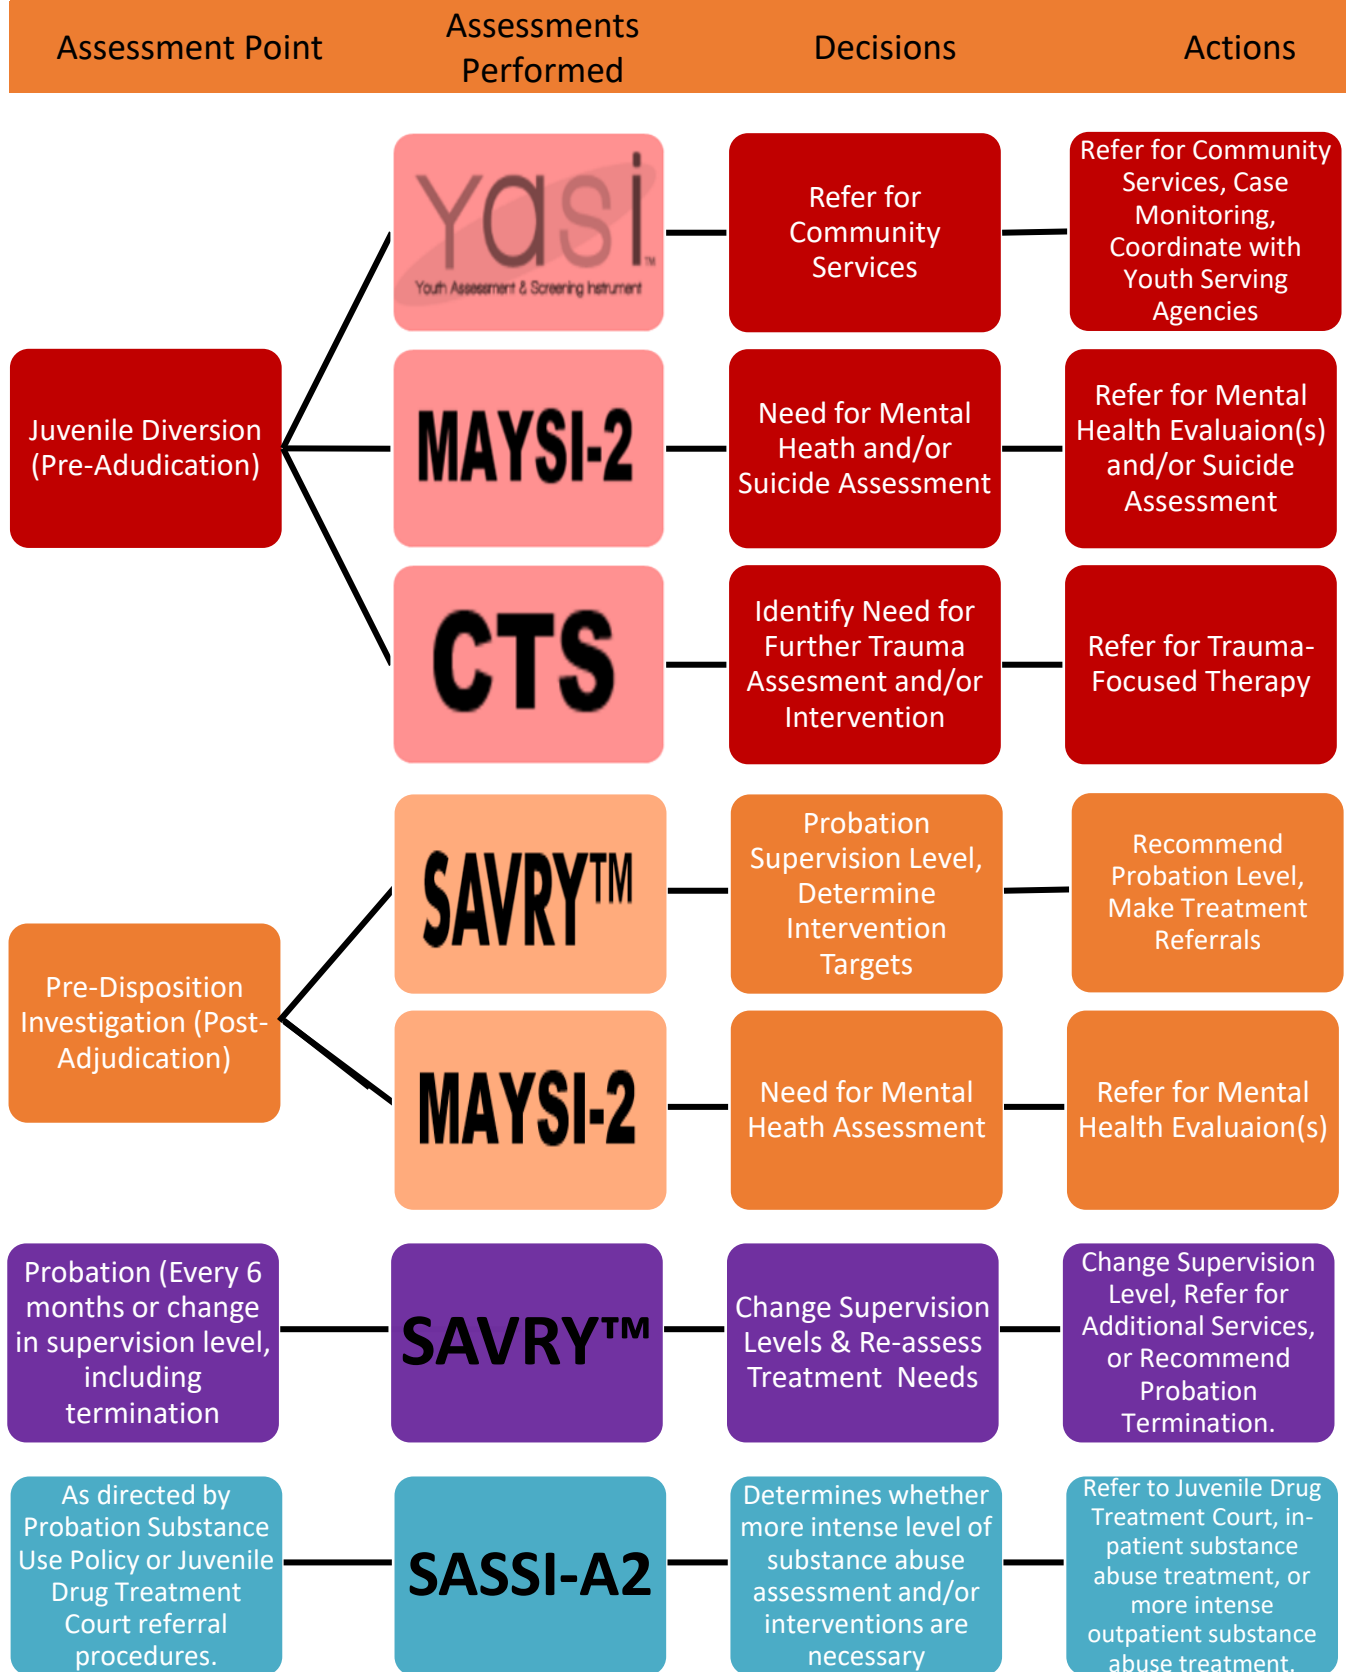 Assessment Point
Assessments
Performed
Decisions
Actions
Juvenile Diversion
(Pre-Adudication)
Yasi™
Youth Assessment & Screening Instrument
Refer for
Community
Services
Refer for Community
Services, Case
Monitoring,
Coordinate with
Youth Serving
Agencies
MAYSI-2
Need for Mental
Heath and/or
Suicide Assessment
Refer for Mental
Health Evaluaion(s)
and/or Suicide
Assessment
CTS
Identify Need for
Further Trauma
Assesment and/or
Intervention
Refer for Trauma-
Focused Therapy
Pre-Disposition
Investigation (Post-
Adjudication)
SAVRY™
Probation
Supervision Level,
Determine
Intervention
Targets
Recommend
Probation Level,
Make Treatment
Referrals
MAYSI-2
Need for Mental
Heath Assessment
Refer for Mental
Health Evaluaion(s)
Probation (Every 6
months or change
in supervision level,
including
termination
SAVRY™
Change Supervision
Levels & Re-assess
Treatment Needs
Change Supervision
Level, Refer for
Additional Services,
or Recommend
Probation
Termination.
As directed by
Probation Substance
Use Policy or Juvenile
Drug Treatment
Court referral
procedures.
SASSI-A2
Determines whether
more intense level of
substance abuse
assessment and/or
interventions are
necessary
Refer to Juvenile Drug
Treatment Court, in-
patient substance
abuse treatment, or
more intense
outpatient substance
abuse treatment.